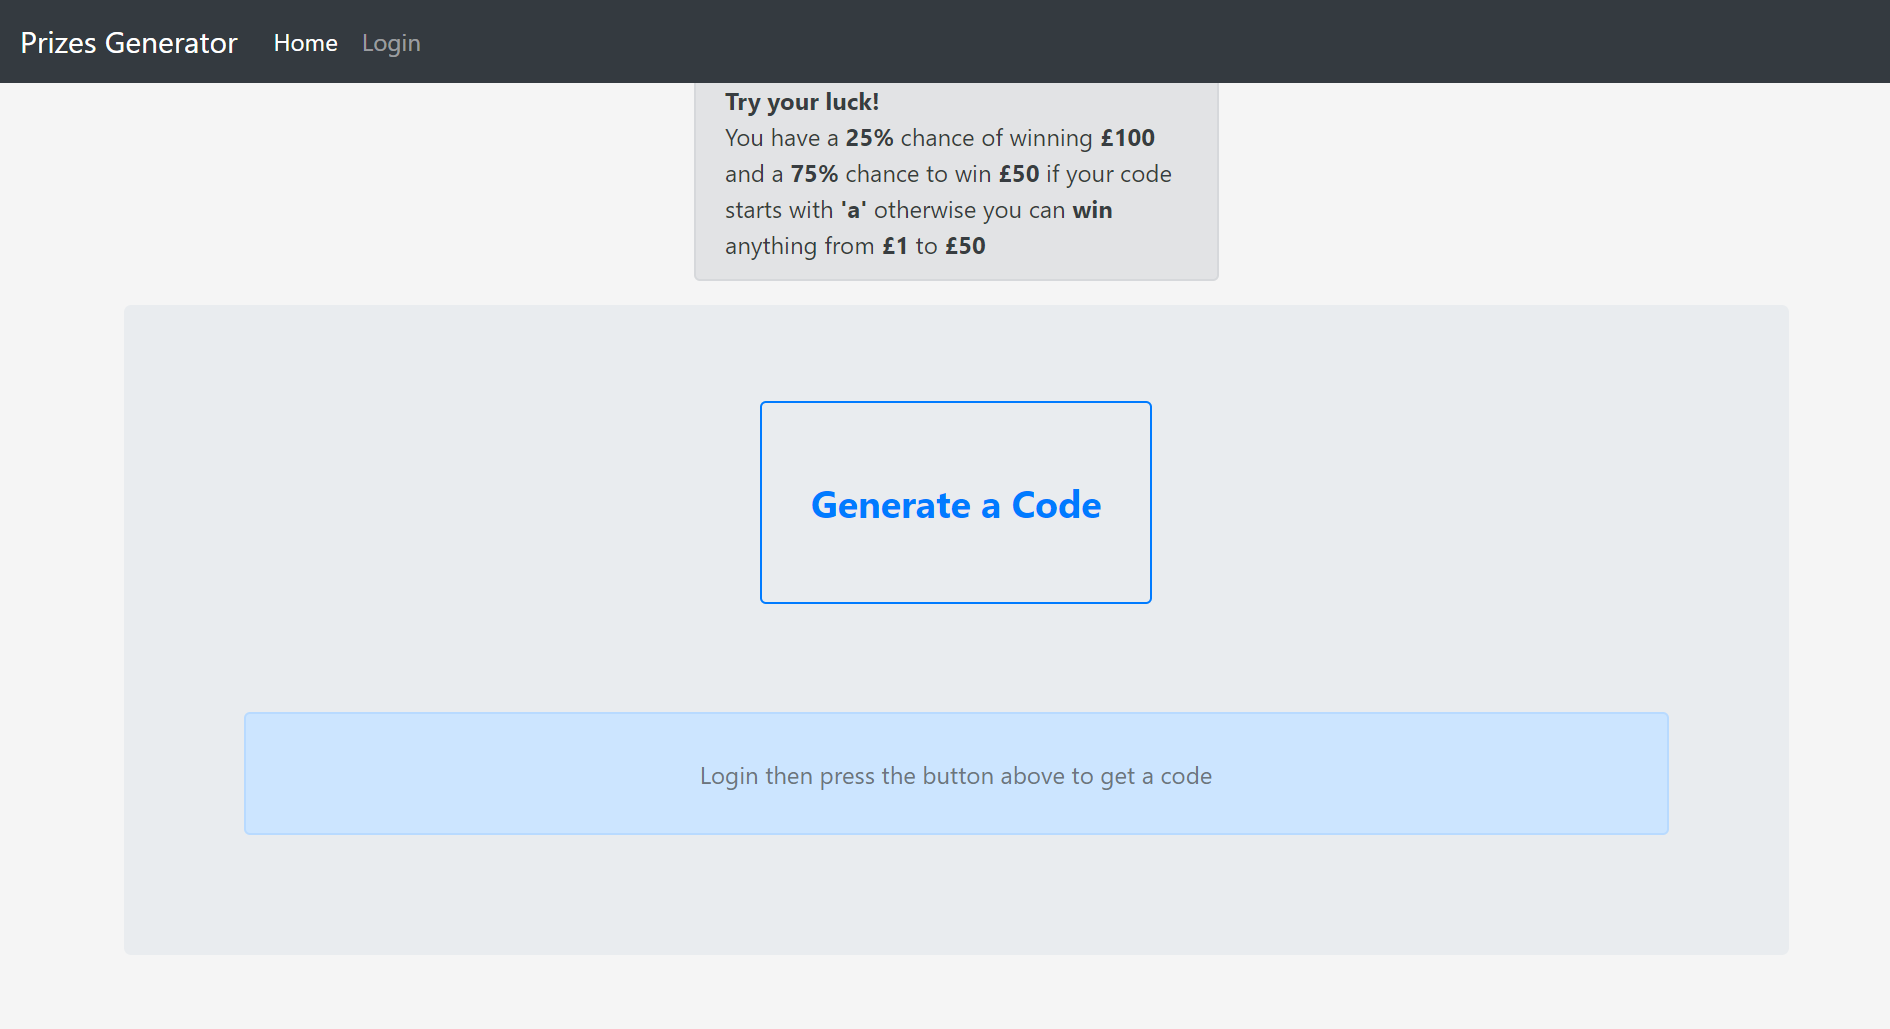 Prizes Generator Home Login
Try your luck!
You have a 25% chance of winning £100
and a 75% chance to win £50 if your code
starts with 'a' otherwise you can win
anything from £1 to £50
Generate a Code
Login then press the button above to get a code